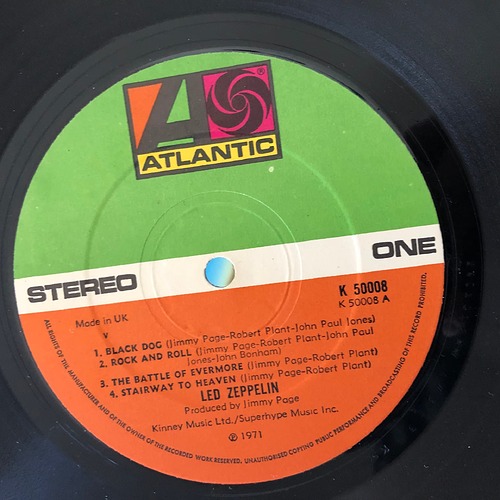 ATLANTIC
®
STEREO
ONE
K 50008
K 50008 A
Made in UK
V
1. BLACK DOG (Jimmy Page-Robert Plant-John Paul Jones)
2. ROCK AND ROLL (Jimmy Page-Robert Plant-John Paul
Jones-John Bonham)
3. THE BATTLE OF EVERMORE (Jimmy Page-Robert Plant)
4. STAIRWAY TO HEAVEN (Jimmy Page-Robert Plant)
LED ZEPPELIN
Produced by Jimmy Page
Kinney Music Ltd./Superhype Music Inc.
℗ 1971
ALL RIGHTS OF THE MANUFACTURER AND OF THE OWNER OF THE RECORDED WORK RESERVED. UNAUTHORISED COPYING PUBLIC PERFORMANCE AND BROADCASTING OF THIS RECORD PROHIBITED.